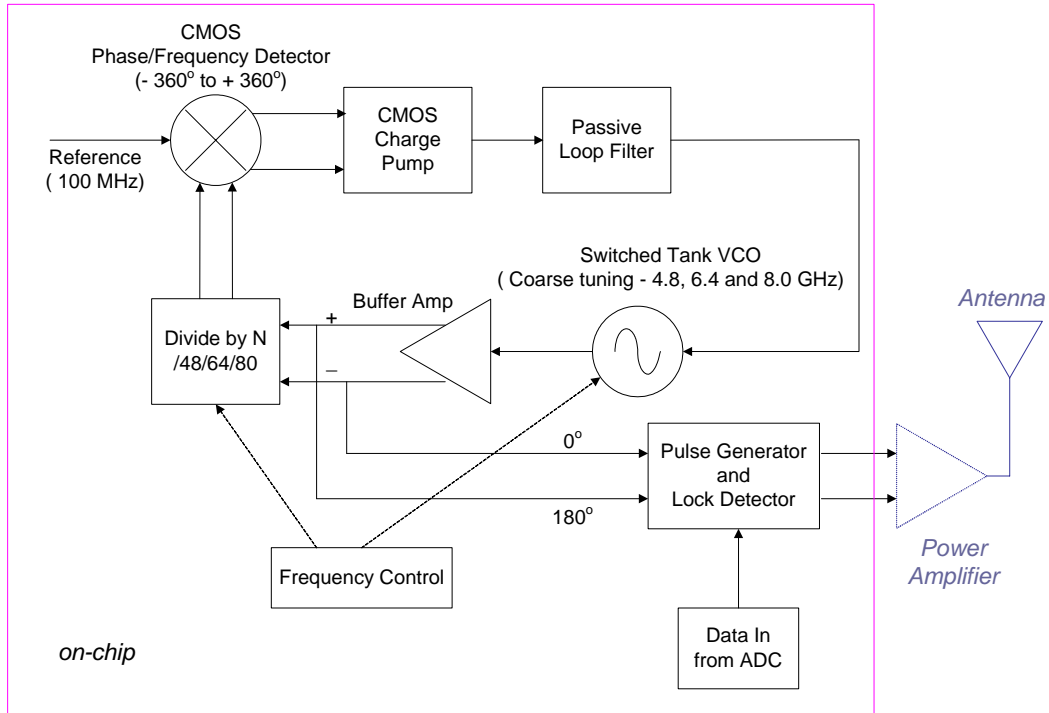 CMOS
Phase/Frequency Detector
(- 360° to + 360°)
CMOS
Charge
Pump
Passive
Loop Filter
Reference
( 100 MHz)
Switched Tank VCO
( Coarse tuning - 4.8, 6.4 and 8.0 GHz)
Antenna
Buffer Amp
+
Divide by N
/48/64/80
–
0°
Pulse Generator
and
Lock Detector
180°
Power
Amplifier
Frequency Control
Data In
from ADC
on-chip